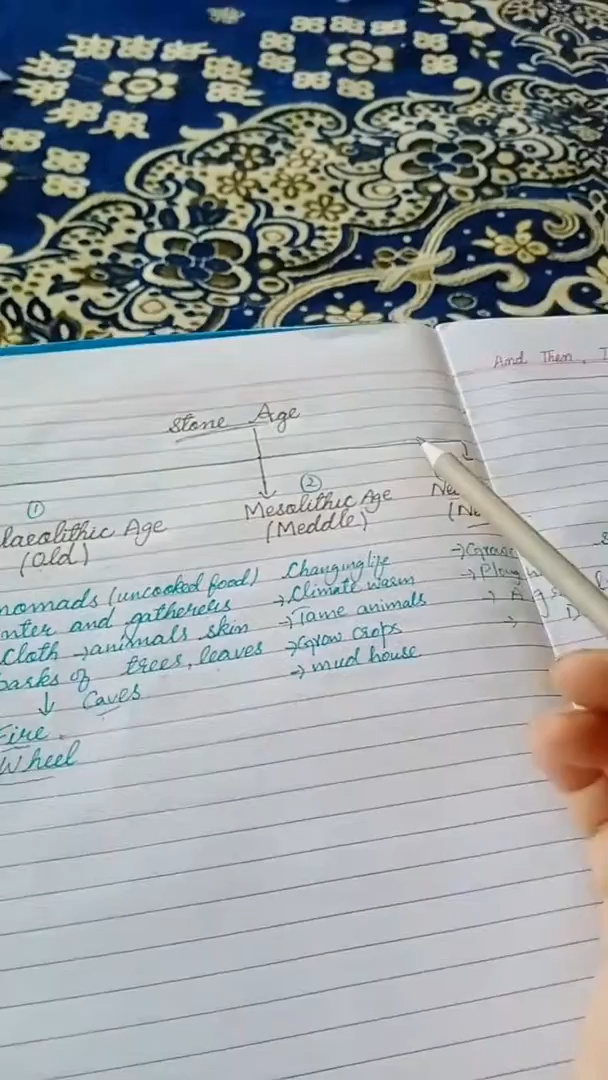 And Then,
Stone Age
①
laeolithic Age
(Old)
nomads (uncooked food)
nter and gatherers
Cloth → animals skin
barks of trees, leaves
↓ Caves
Fire.
Wheel
②
Mesolithic Age
(Meddle)
Changing life
→ Climate warm
→ Tame animals
→ Grow crops
→ mud house
Ne
(Ne